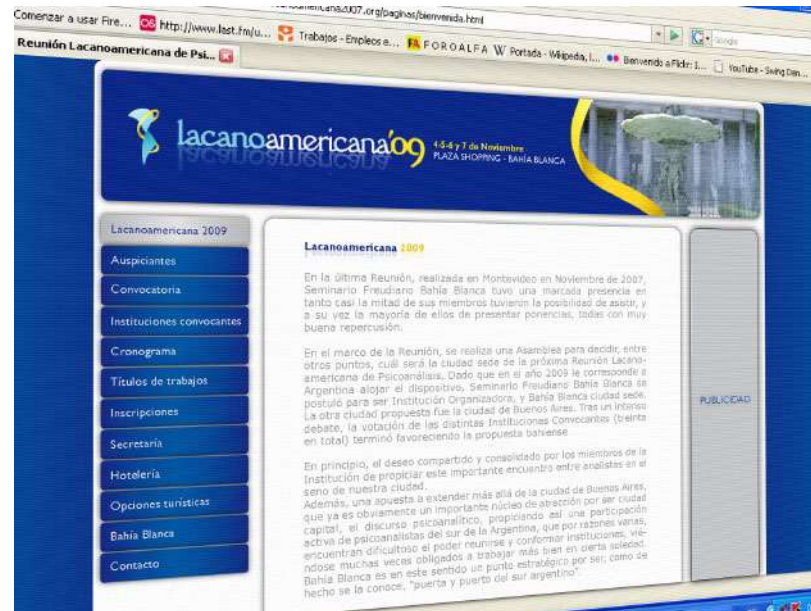 americana2007.org/paginas/bienvenida.html
Comenzar a usar Fire... http://www.last.fm/u... Trabajos - Empleos e... FOROALFA W Portada - Wikipedia, l... Bienvenido a Flickr: YouTube - Swing Dan...
Reunión Lacanoamericana de Psi...
Google
lacanoamericana'09
4-5-6 y 7 de Noviembre
PLAZA SHOPPING - BAHÍA BLANCA
Lacanoamericana 2009
Auspiciantes
Convocatoria
Instituciones convocantes
Cronograma
Títulos de trabajos
Inscripciones
Secretaría
Hotelería
Opciones turísticas
Bahía Blanca
Contacto
Lacanoamericana 2009
En la última Reunión, realizada en Montevideo en Noviembre de 2007,
Seminario Freudiano Bahía Blanca tuvo una marcada presencia en
tanto casi la mitad de sus miembros tuvieron la posibilidad de asistir, y
a su vez la mayoría de ellos de presentar ponencias, todas con muy
buena repercusión.
En el marco de la Reunión, se realiza una Asamblea para decidir, entre
otros puntos, cuál será la ciudad sede de la próxima Reunión Lacano-
americana de Psicoanálisis. Dado que en el año 2009 le corresponde a
Argentina alojar el dispositivo, Seminario Freudiano Bahía Blanca se
postuló para ser Institución Organizadora, y Bahía Blanca ciudad sede.
La otra ciudad propuesta fue la ciudad de Buenos Aires. Tras un intenso
debate, la votación de las distintas Instituciones Convocantes (treinta
en total) terminó favoreciendo la propuesta bahiense
En principio, el deseo compartido y consolidado por los miembros de la
Institución de propiciar este importante encuentro entre analistas en el
seno de nuestra ciudad.
Además, una apuesta a extender más allá de la ciudad de Buenos Aires,
que ya es obviamente un importante núcleo de atracción por ser ciudad
capital, el discurso psicoanalítico, propiciando así una participación
activa de psicoanalistas del sur de la Argentina, que por razones varias,
encuentran dificultoso el poder reunirse y conformar instituciones, vié-
ndose muchas veces obligados a trabajar más bien en cierta soledad.
Bahía Blanca es en este sentido un punto estratégico por ser; como de
hecho se la conoce, "puerta y puerto del sur argentino"
PUBLICIDAD